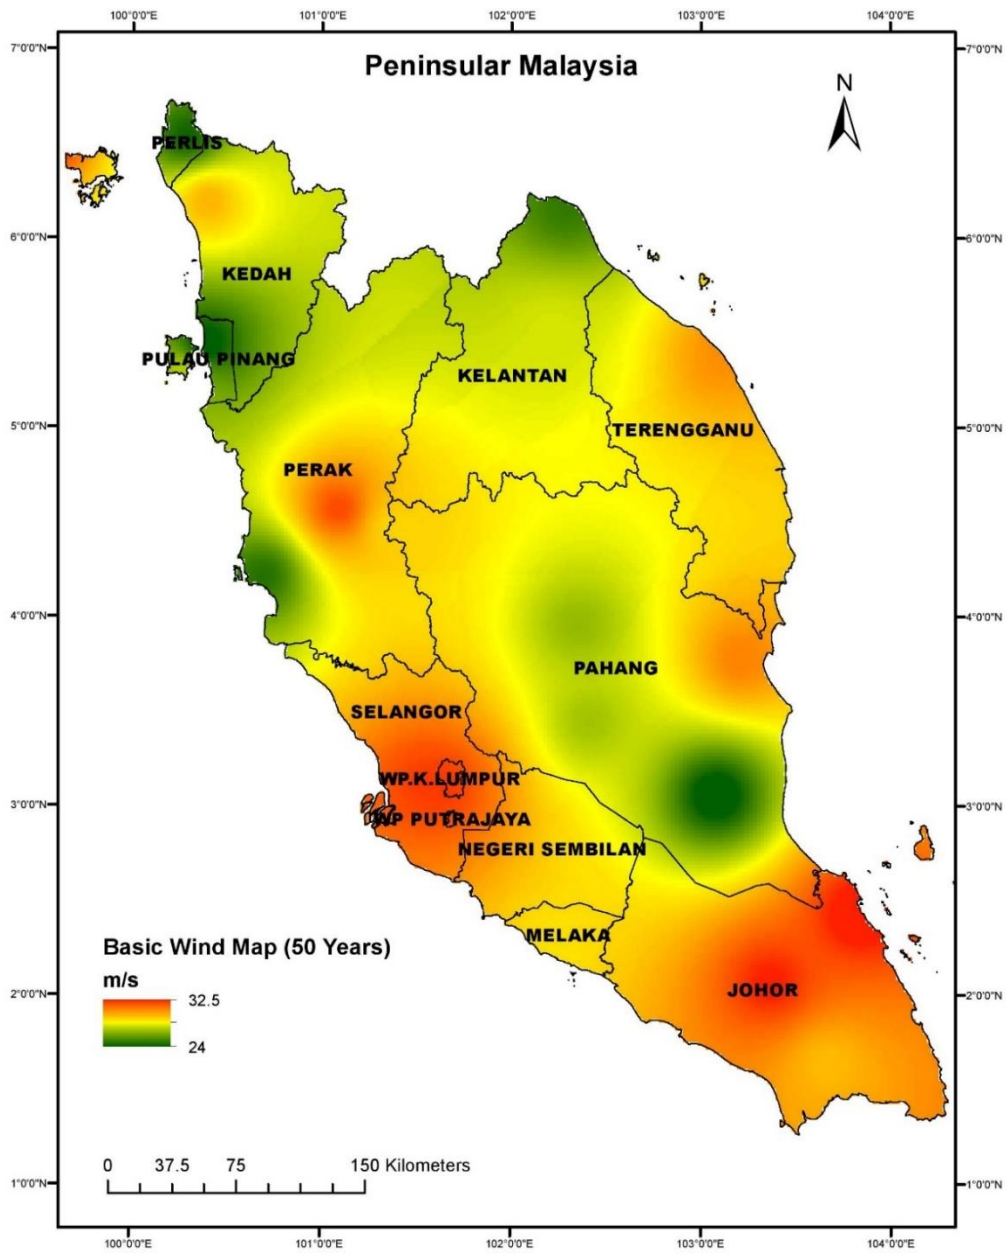 100°0'0"E 101°0'0"E 102°0'0"E 103°0'0"E 104°0'0"E
7°0'0"N 7°0'0"N
Peninsular Malaysia
N
PERLIS
6°0'0"N 6°0'0"N
KEDAH
PULAU PINANG
KELANTAN
5°0'0"N 5°0'0"N
TERENGGANU
PERAK
4°0'0"N 4°0'0"N
PAHANG
SELANGOR
WP.K.LUMPUR
3°0'0"N 3°0'0"N
WP PUTRAJAYA
NEGERI SEMBILAN
MELAKA
Basic Wind Map (50 Years)
m/s
32.5
24
2°0'0"N 2°0'0"N
JOHOR
0 37.5 75 150 Kilometers
1°0'0"N 1°0'0"N
100°0'0"E 101°0'0"E 102°0'0"E 103°0'0"E 104°0'0"E